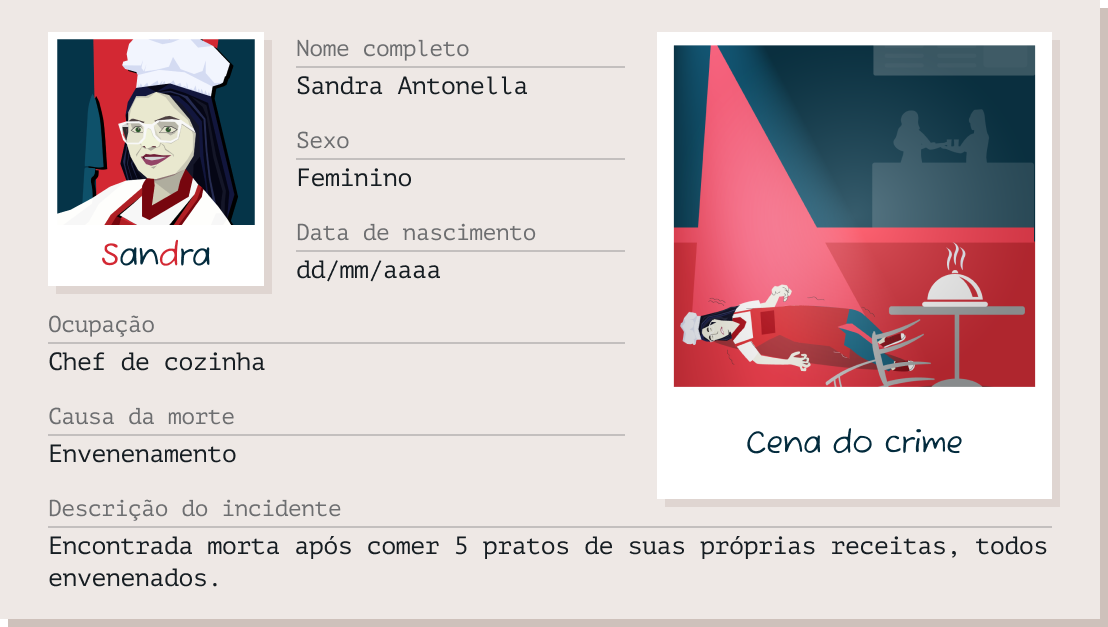 Sandra
Nome completo
Sandra Antonella
Sexo
Feminino
Data de nascimento
dd/mm/aaaa
Ocupação
Chef de cozinha
Causa da morte
Envenenamento
Cena do crime
Descrição do incidente
Encontrada morta após comer 5 pratos de suas próprias receitas, todos
envenenados.